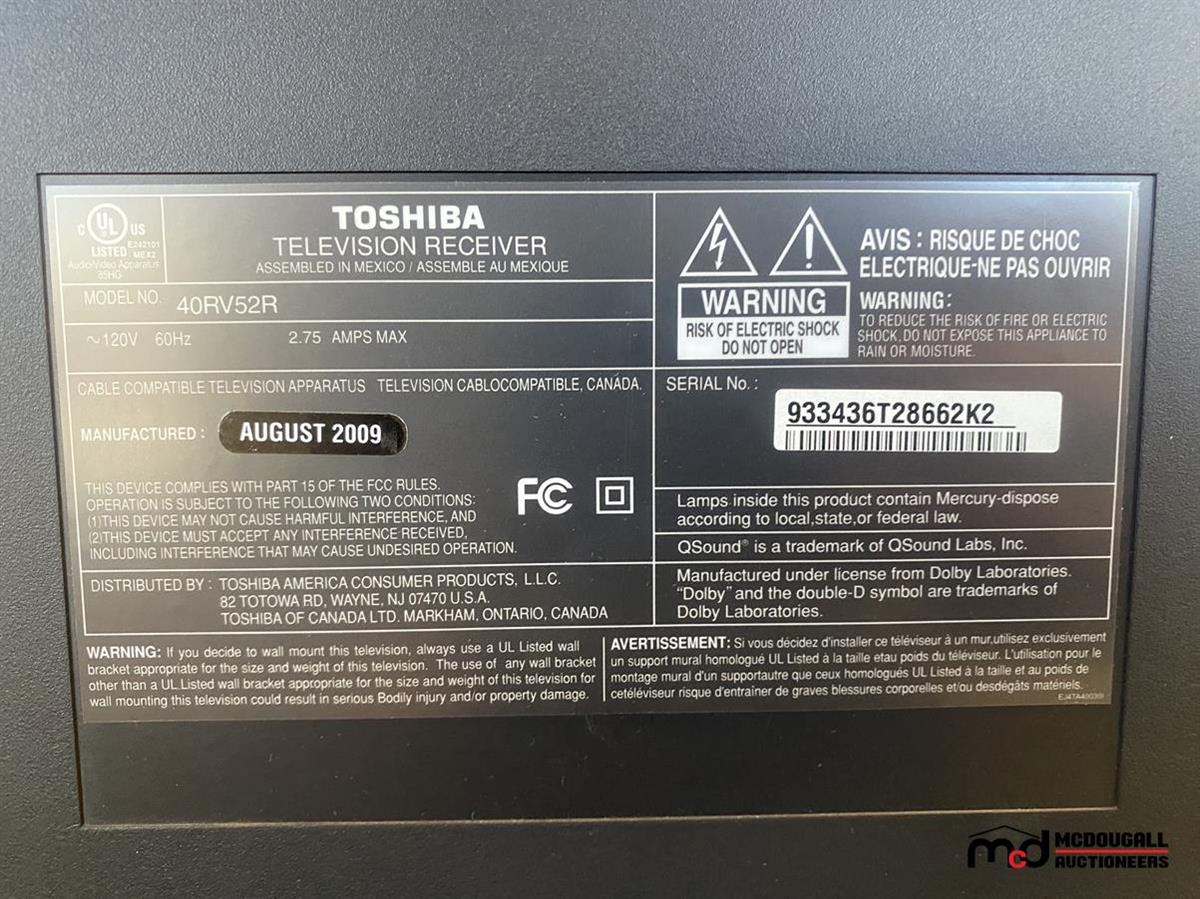 C UL US
LISTED E242101
MEX2
Audio-Video Apparatus
85HG
TOSHIBA
TELEVISION RECEIVER
ASSEMBLED IN MEXICO / ASSEMBLE AU MEXIQUE
MODEL NO. 40RV52R
~120V 60Hz 2.75 AMPS MAX
CABLE COMPATIBLE TELEVISION APPARATUS TELEVISION CABLOCOMPATIBLE, CANÁDA.
MANUFACTURED : AUGUST 2009
THIS DEVICE COMPLIES WITH PART 15 OF THE FCC RULES.
OPERATION IS SUBJECT TO THE FOLLOWING TWO CONDITIONS:
(1)THIS DEVICE MAY NOT CAUSE HARMFUL INTERFERENCE, AND
(2)THIS DEVICE MUST ACCEPT ANY INTERFERENCE RECEIVED,
INCLUDING INTERFERENCE THAT MAY CAUSE UNDESIRED OPERATION.
FC
DISTRIBUTED BY : TOSHIBA AMERICA CONSUMER PRODUCTS, L.L.C.
82 TOTOWA RD, WAYNE, NJ 07470 U.S.A.
TOSHIBA OF CANADA LTD. MARKHAM, ONTARIO, CANADA
WARNING
RISK OF ELECTRIC SHOCK
DO NOT OPEN
AVIS : RISQUE DE CHOC
ELECTRIQUE-NE PAS OUVRIR
WARNING:
TO REDUCE THE RISK OF FIRE OR ELECTRIC
SHOCK,DO NOT EXPOSE THIS APPLIANCE TO
RAIN OR MOISTURE.
SERIAL No. :
933436T28662K2
Lamps inside this product contain Mercury-dispose
according to local,state,or federal law.
QSound® is a trademark of QSound Labs, Inc.
Manufactured under license from Dolby Laboratories.
“Dolby” and the double-D symbol are trademarks of
Dolby Laboratories.
WARNING: If you decide to wall mount this television, always use a UL Listed wall
bracket appropriate for the size and weight of this television. The use of any wall bracket
other than a UL Listed wall bracket appropriate for the size and weight of this television for
wall mounting this television could result in serious Bodily injury and/or property damage.
AVERTISSEMENT: Si vous décidez d'installer ce téléviseur à un mur,utilisez exclusivement
un support mural homologué UL Listed à la taille etau poids du téléviseur. L'utilisation pour le
montage mural d'un supportautre que ceux homologués UL Listed à la taille et au poids de
cetéléviseur risque d'entrainer de graves blessures corporelles et/ou desdégâts matériels.
mcd MCDOUGALL
AUCTIONEERS